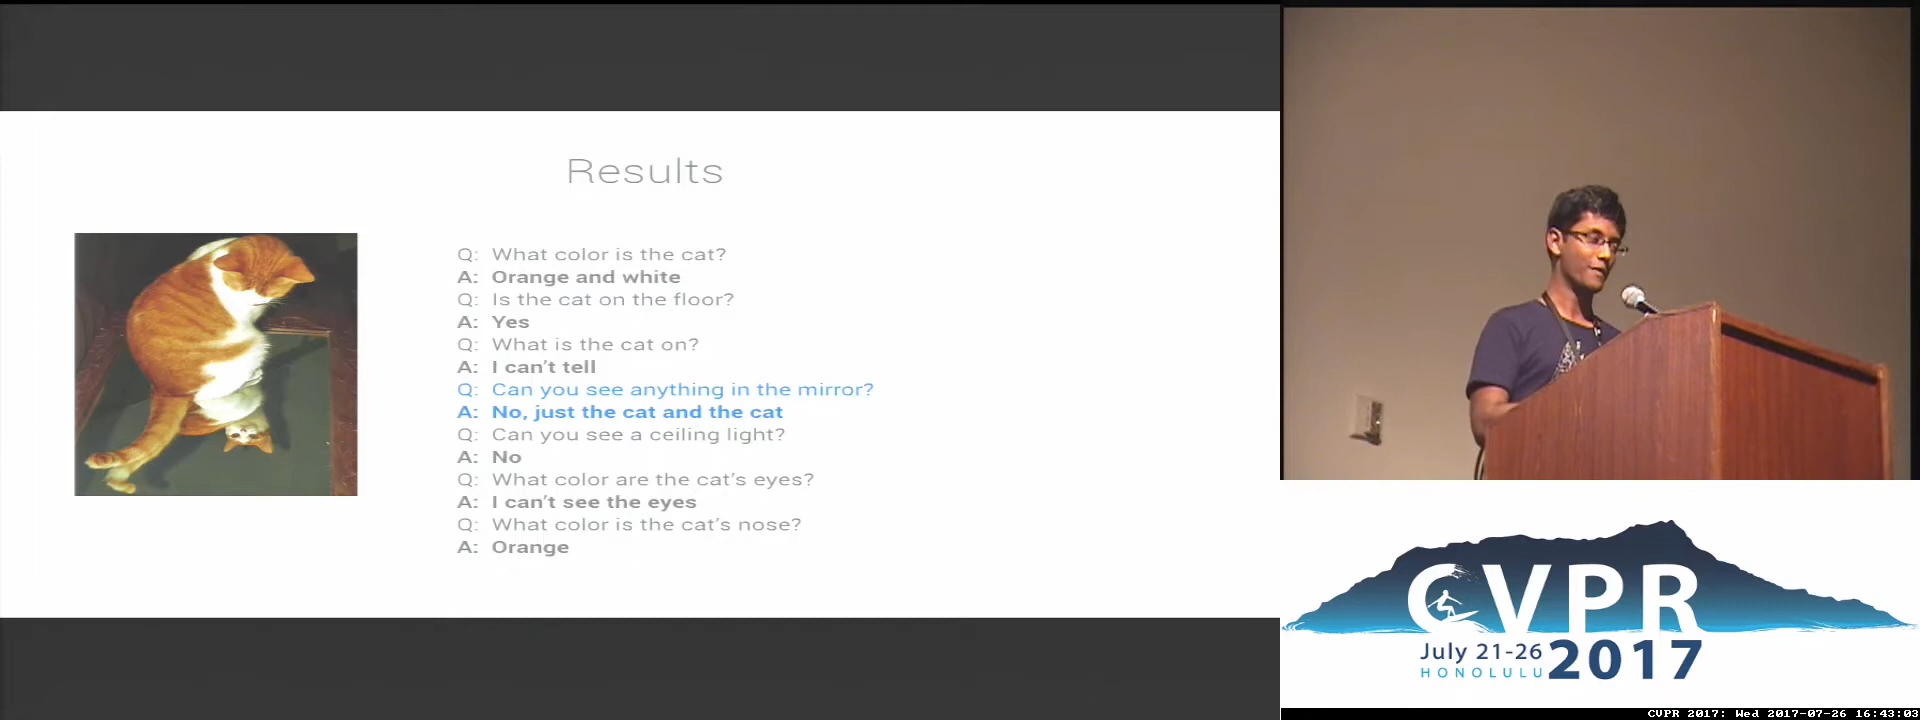 Results
Q: What color is the cat?
A: Orange and white
Q: Is the cat on the floor?
A: Yes
Q: What is the cat on?
A: I can't tell
Q: Can you see anything in the mirror?
A: No, just the cat and the cat
Q: Can you see a ceiling light?
A: No
Q: What color are the cat's eyes?
A: I can't see the eyes
Q: What color is the cat's nose?
A: Orange
CVPR
July 21-26
HONOLULU
2017
CVPR 2017: Wed 2017-07-26 16:43:03